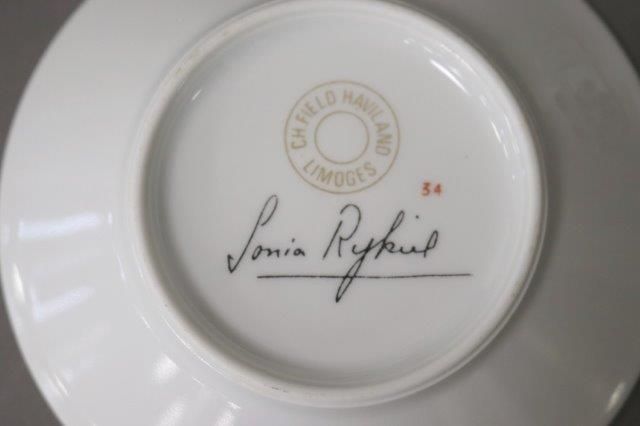 CH FIELD HAVILAND
LIMOGES
34
Sonia Rykiel